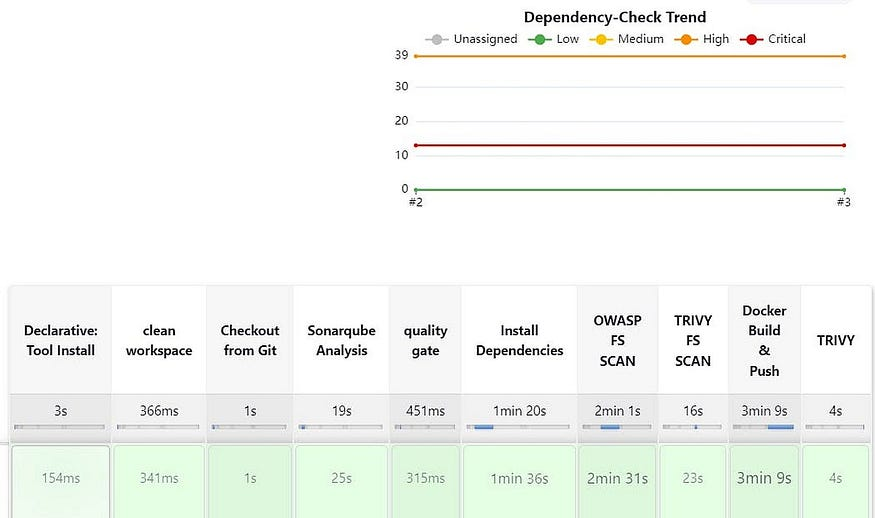 Dependency-Check Trend
Unassigned Low Medium High Critical
39
30
20
10
0
#2 #3
Declarative:
Tool Install
clean
workspace
Checkout
from Git
Sonarqube
Analysis
quality
gate
Install
Dependencies
OWASP
FS
SCAN
TRIVY
FS
SCAN
Docker
Build
&
Push
TRIVY
3s 366ms 1s 19s 451ms 1min 20s 2min 1s 16s 3min 9s 4s
154ms 341ms 1s 25s 315ms 1min 36s 2min 31s 23s 3min 9s 4s